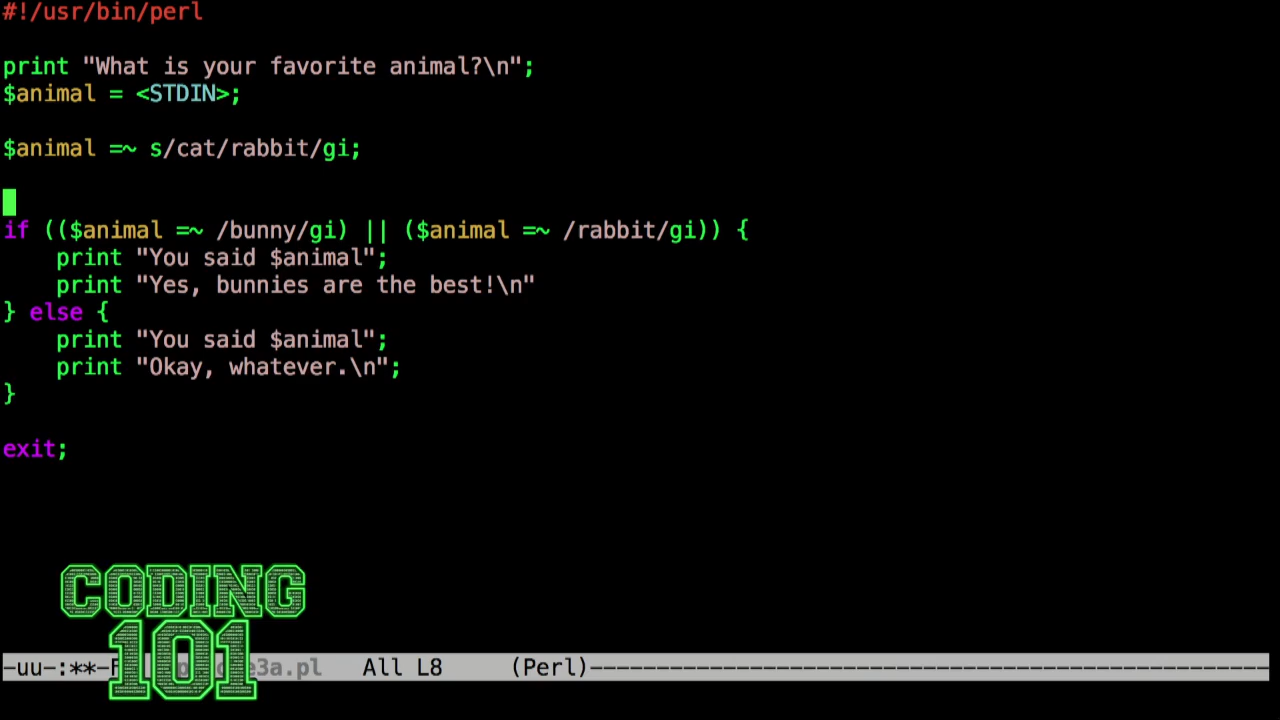 #!/usr/bin/perl
print "What is your favorite animal?\n";
$animal = <STDIN>;
$animal =~ s/cat/rabbit/gi;
if (($animal =~ /bunny/gi) || ($animal =~ /rabbit/gi)) {
    print "You said $animal";
    print "Yes, bunnies are the best!\n"
} else {
    print "You said $animal";
    print "Okay, whatever.\n";
}
exit;
CODING
101
-uu-:**-F e3a.pl    All L8     (Perl)